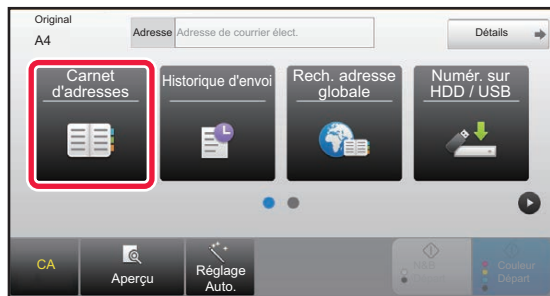 Original
A4
Adresse
Adresse de courrier élect.
Détails
Carnet
d'adresses
Historique d'envoi
Rech. adresse
globale
Numér. sur
HDD / USB
CA
Aperçu
Réglage
Auto.
N&B
Départ
Couleur
Départ